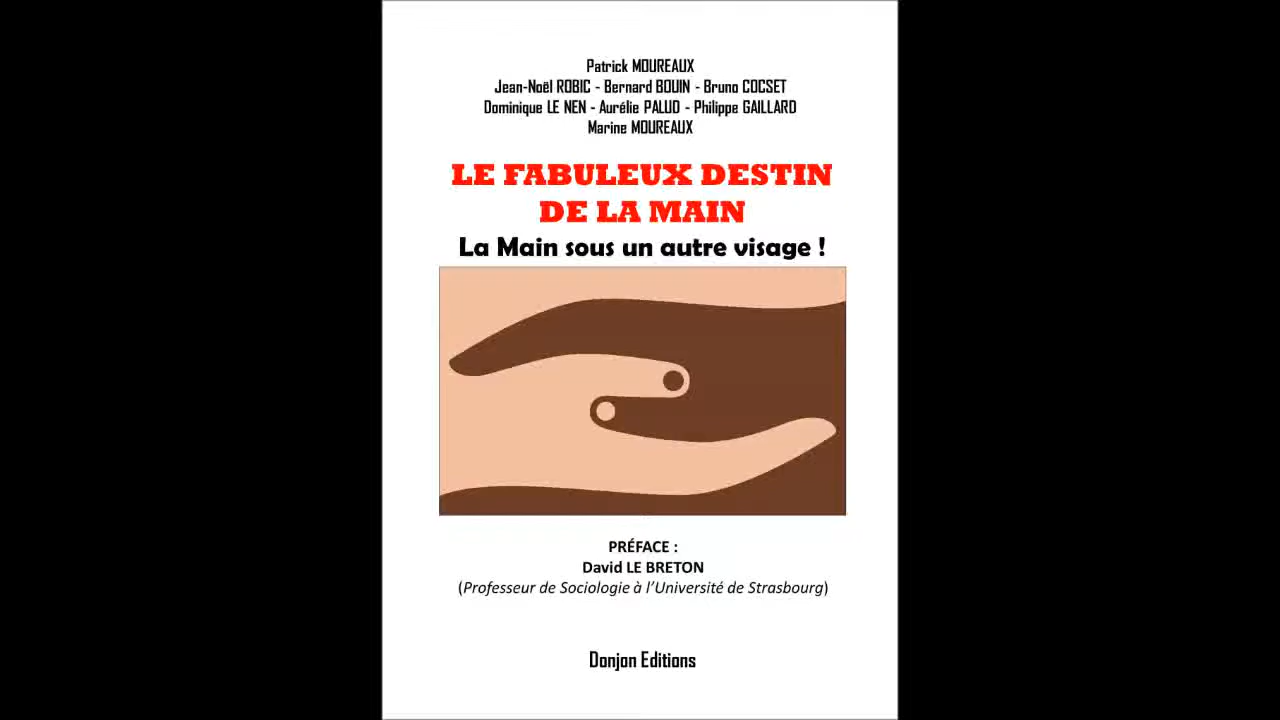 Patrick MOUREAUX
Jean-Noël ROBIC - Bernard BOUIN - Bruno COCSET
Dominique LE NEN - Aurélie PALUD - Philippe GAILLARD
Marine MOUREAUX
LE FABULEUX DESTIN
DE LA MAIN
La Main sous un autre visage !
PRÉFACE :
David LE BRETON
(Professeur de Sociologie à l’Université de Strasbourg)
Donjon Editions